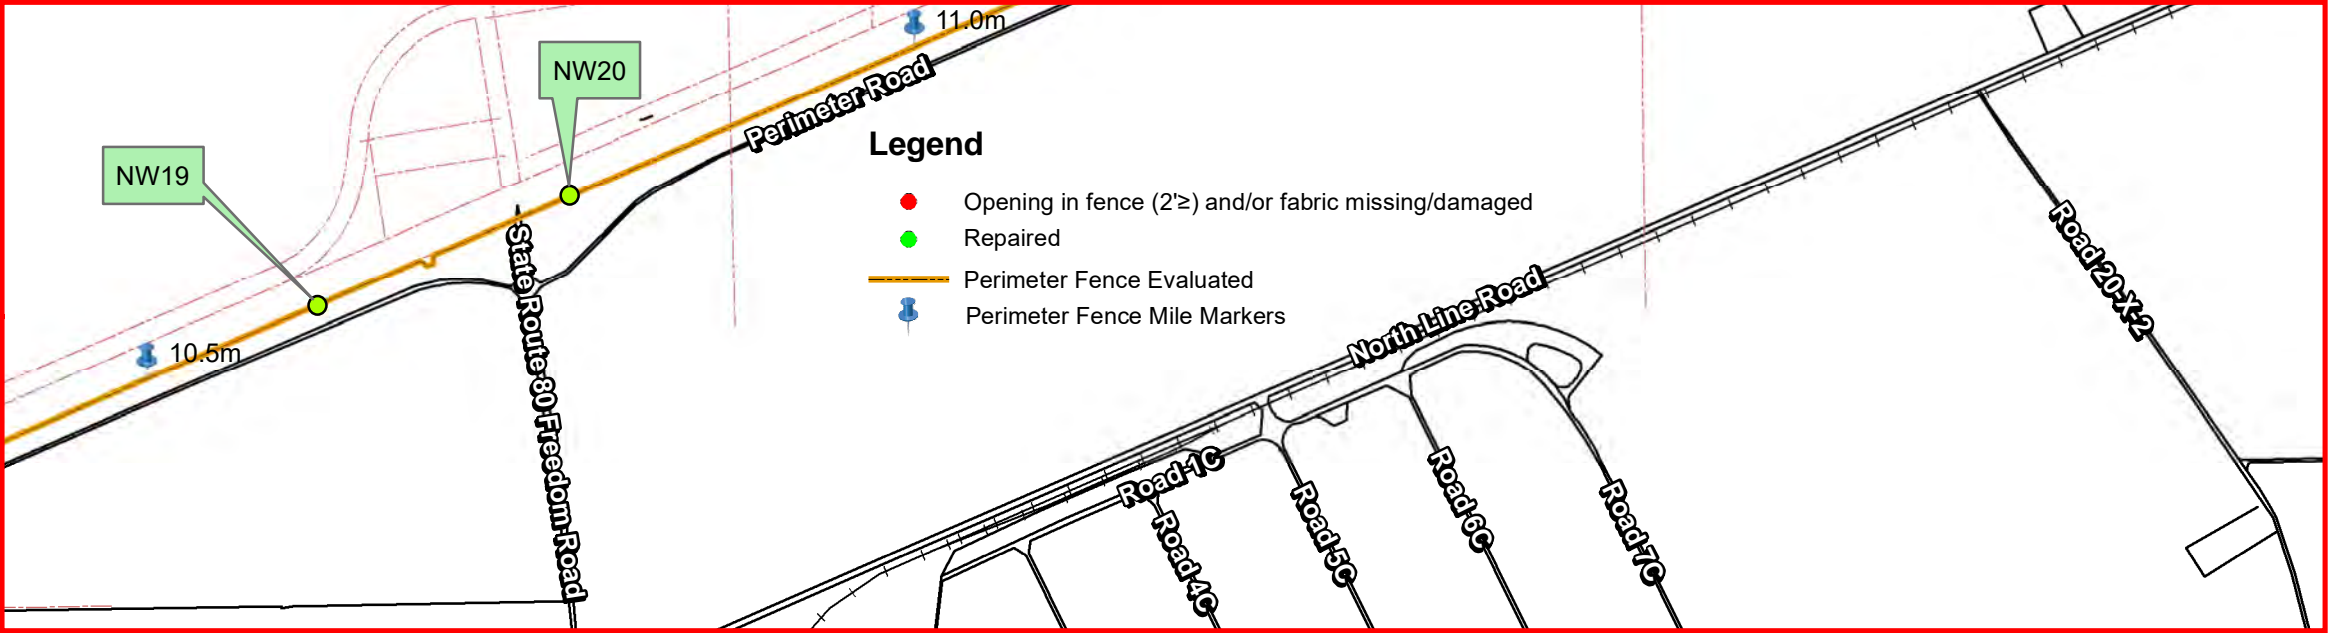 11.0m
NW20
Perimeter Road
NW19
Legend
Opening in fence (2'≥) and/or fabric missing/damaged
Repaired
Perimeter Fence Evaluated
Perimeter Fence Mile Markers
10.5m
State Route 80 Freedom Road
North Line Road
Road 20-X-2
Road 1C
Road 4C
Road 5C
Road 6C
Road 7C